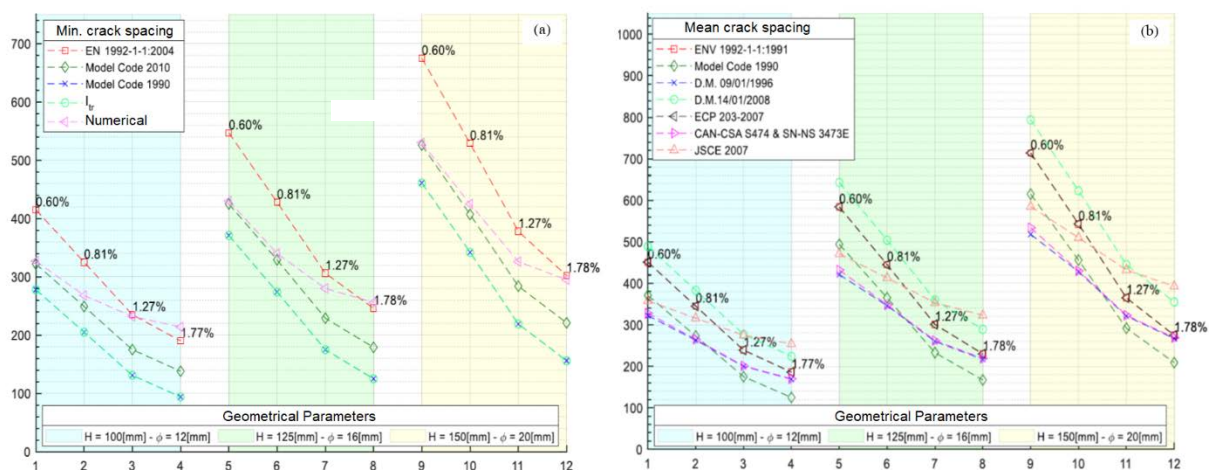 Min. crack spacing
EN 1992-1-1:2004
Model Code 2010
Model Code 1990
I_tr
Numerical
(a)
700
600
500
400
300
200
100
0
0.60%
0.81%
1.27%
1.77%
0.60%
0.81%
1.27%
1.78%
0.60%
0.81%
1.27%
1.78%
Geometrical Parameters
H = 100[mm] - ϕ = 12[mm]
H = 125[mm] - ϕ = 16[mm]
H = 150[mm] - ϕ = 20[mm]
1 2 3 4 5 6 7 8 9 10 11 12
Mean crack spacing
ENV 1992-1-1:1991
Model Code 1990
D.M. 09/01/1996
D.M.14/01/2008
ECP 203-2007
CAN-CSA S474 & SN-NS 3473E
JSCE 2007
(b)
1000
900
800
700
600
500
400
300
200
100
0
0.60%
0.81%
1.27%
1.77%
0.60%
0.81%
1.27%
1.78%
0.60%
0.81%
1.27%
1.78%
Geometrical Parameters
H = 100[mm] - ϕ = 12[mm]
H = 125[mm] - ϕ = 16[mm]
H = 150[mm] - ϕ = 20[mm]
1 2 3 4 5 6 7 8 9 10 11 12